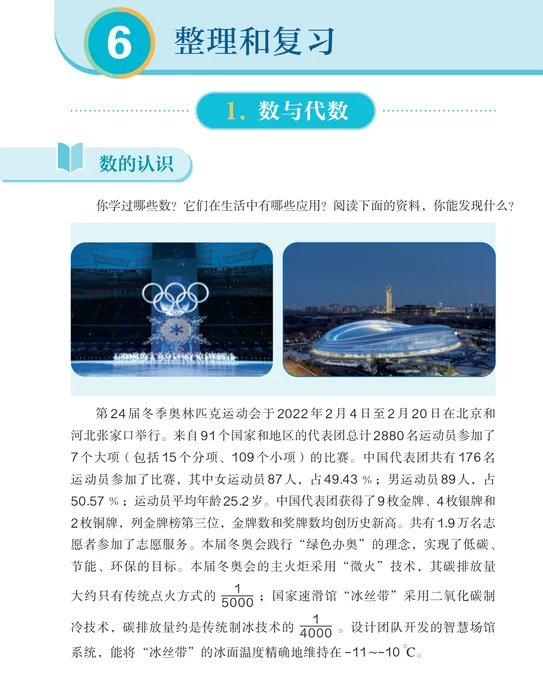 6 整理和复习
1. 数与代数
数的认识
你学过哪些数？它们在生活中有哪些应用？阅读下面的资料，你能发现什么？
第24届冬季奥林匹克运动会于2022年2月4日至2月20日在北京和
河北张家口举行。来自91个国家和地区的代表团总计2880名运动员参加了
7个大项（包括15个分项、109个小项）的比赛。中国代表团共有176名
运动员参加了比赛，其中女运动员87人，占49.43 %；男运动员89人，占
50.57 %；运动员平均年龄25.2岁。中国代表团获得了9枚金牌、4枚银牌和
2枚铜牌，列金牌榜第三位，金牌数和奖牌数均创历史新高。共有1.9万名志
愿者参加了志愿服务。本届冬奥会践行“绿色办奥”的理念，实现了低碳、
节能、环保的目标。本届冬奥会的主火炬采用“微火”技术，其碳排放量
大约只有传统点火方式的 1/5000；国家速滑馆“冰丝带”采用二氧化碳制
冷技术，碳排放量约是传统制冰技术的 1/4000。设计团队开发的智慧场馆
系统，能将“冰丝带”的冰面温度精确地维持在 -11~-10 ℃。